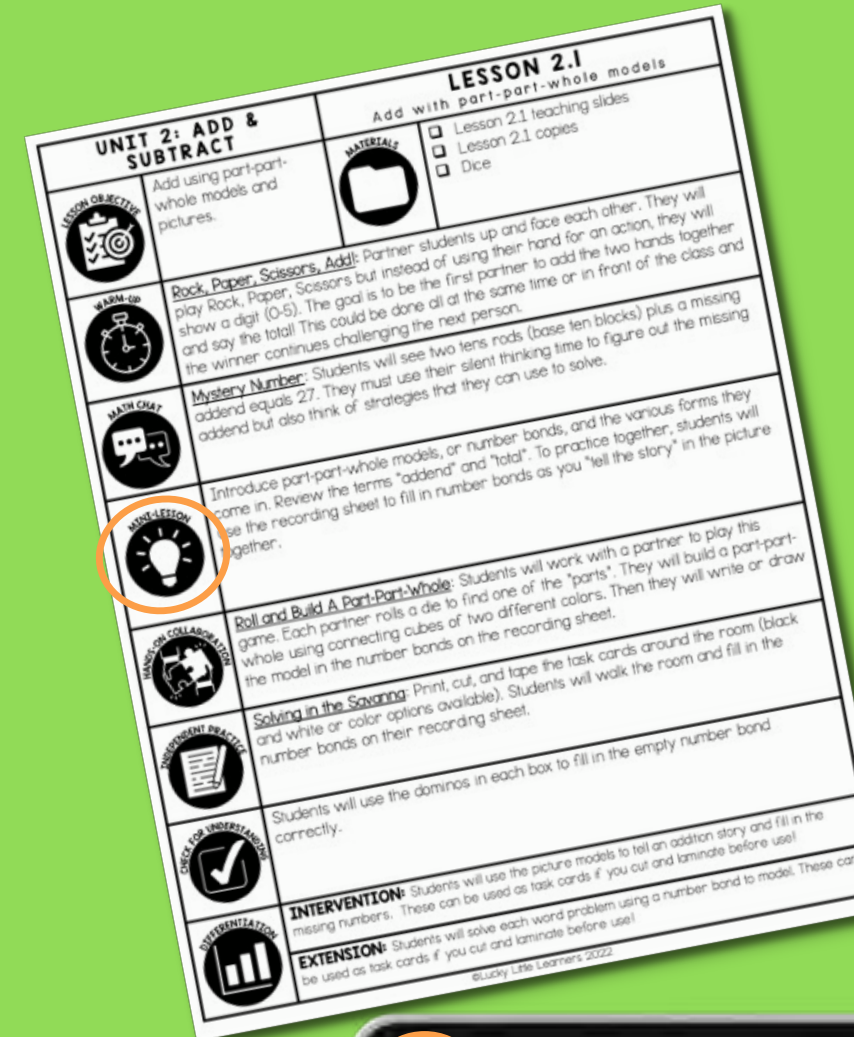 UNIT 2: ADD &
SUBTRACT
LESSON 2.1
Add with part-part-whole models
LESSON OBJECTIVE
Add using part-part-
whole models and
pictures.
MATERIALS
Lesson 2.1 teaching slides
Lesson 2.1 copies
Dice
WARM-UP
Rock, Paper, Scissors, Add!: Partner students up and face each other. They will
play Rock, Paper, Scissors but instead of using their hand for an action, they will
show a digit (0-5). The goal is to be the first partner to add the two hands together
and say the total! This could be done all at the same time or in front of the class and
the winner continues challenging the next person.
MATH CHAT
Mystery Number: Students will see two tens rods (base ten blocks) plus a missing
addend equals 27. They must use their silent thinking time to figure out the missing
addend but also think of strategies that they can use to solve.
MINI-LESSON
Introduce part-part-whole models, or number bonds, and the various forms they
come in. Review the terms "addend" and "total". To practice together, students will
use the recording sheet to fill in number bonds as you "tell the story" in the picture
together.
HANDS-ON COLLABORATION
Roll and Build A Part-Part-Whole: Students will work with a partner to play this
game. Each partner rolls a die to find one of the "parts". They will build a part-part-
whole using connecting cubes of two different colors. Then they will write or draw
the model in the number bonds on the recording sheet.
INDEPENDENT PRACTICE
Solving in the Savanna: Print, cut, and tape the task cards around the room (black
and white or color options available). Students will walk the room and fill in the
number bonds on their recording sheet.
CHECK FOR UNDERSTANDING
Students will use the dominos in each box to fill in the empty number bond
correctly.
DIFFERENTIATION
INTERVENTION: Students will use the picture models to tell an addition story and fill in the
missing numbers. These can be used as task cards if you cut and laminate before use!
EXTENSION: Students will solve each word problem using a number bond to model. These can
be used as task cards if you cut and laminate before use!
©Lucky Little Learners 2022